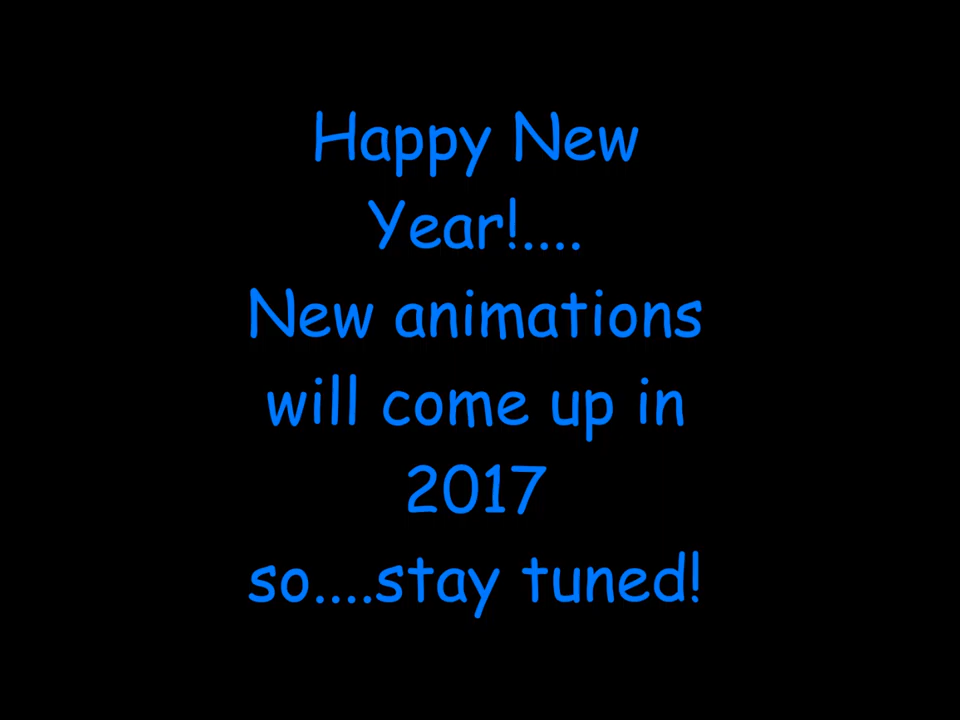 Happy New
Year!....
New animations
will come up in
2017
so....stay tuned!